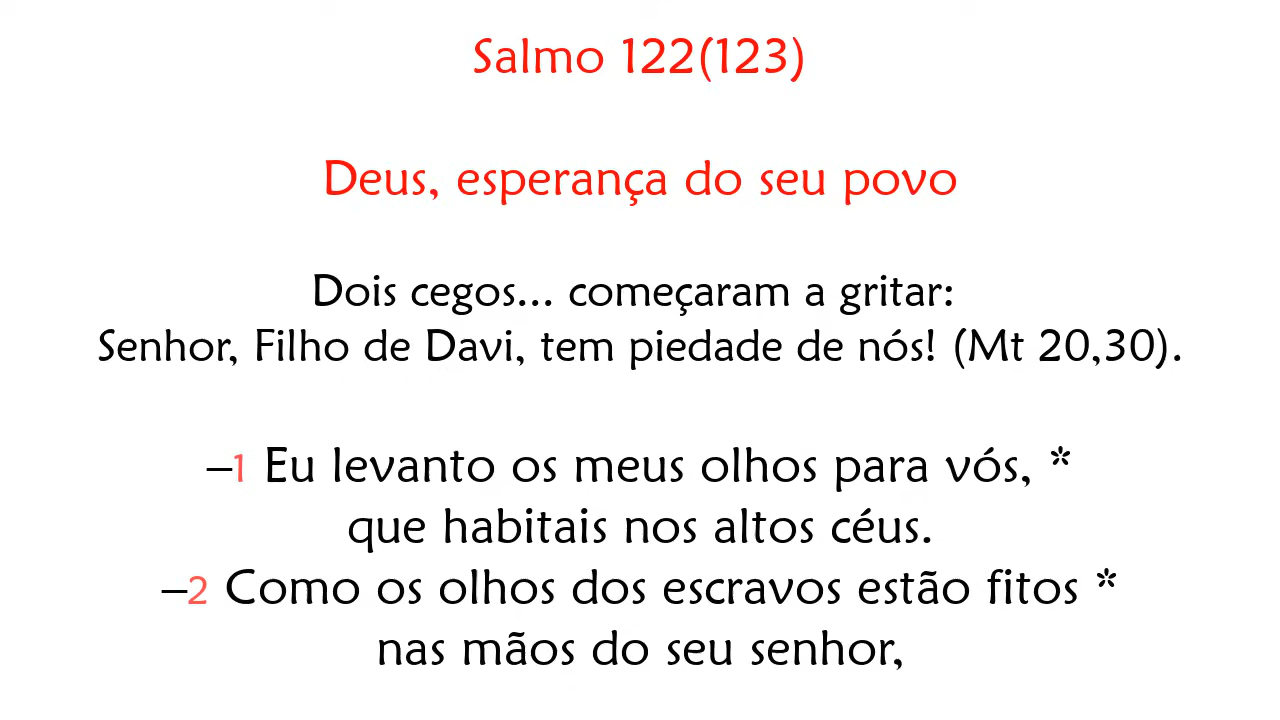 Salmo 122(123)
Deus, esperança do seu povo
Dois cegos... começaram a gritar:
Senhor, Filho de Davi, tem piedade de nós! (Mt 20,30).
–1 Eu levanto os meus olhos para vós, *
que habitais nos altos céus.
–2 Como os olhos dos escravos estão fitos *
nas mãos do seu senhor,